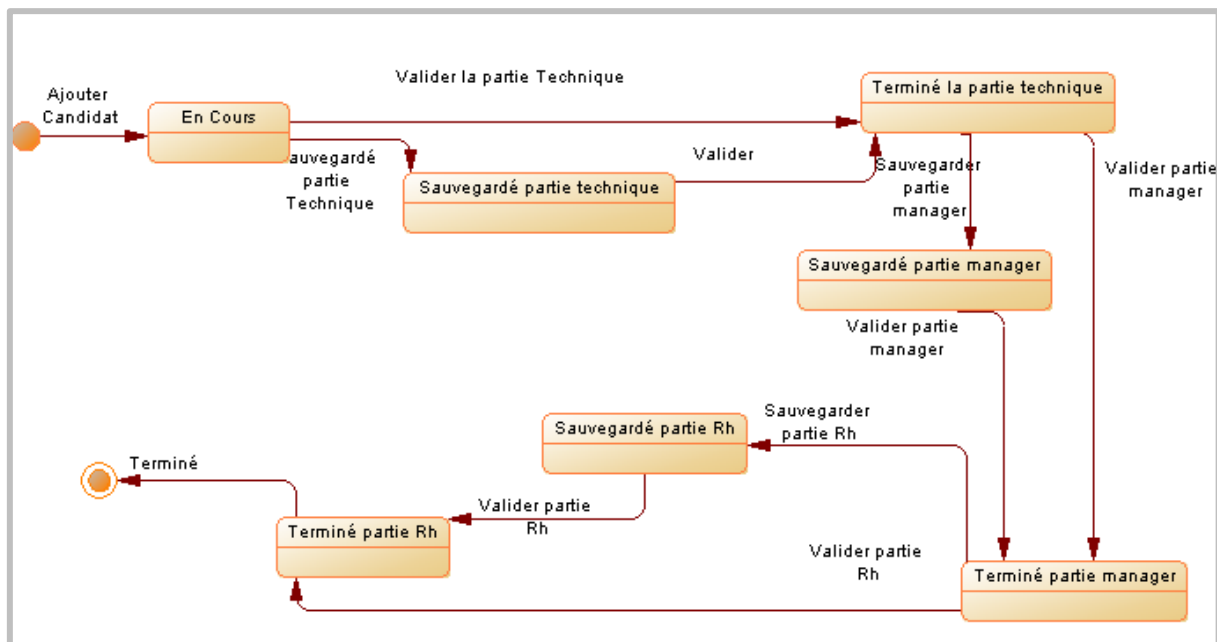 Valider la partie Technique
Ajouter
Candidat
En Cours
Terminé la partie technique
auvegardé
partie
Technique
Sauvegardé partie technique
Valider
Sauvegarder
partie
manager
Valider partie
manager
Sauvegardé partie manager
Valider partie
manager
Sauvegarder
partie Rh
Sauvegardé partie Rh
Terminé
Valider partie
Rh
Terminé partie Rh
Valider partie
Rh
Terminé partie manager